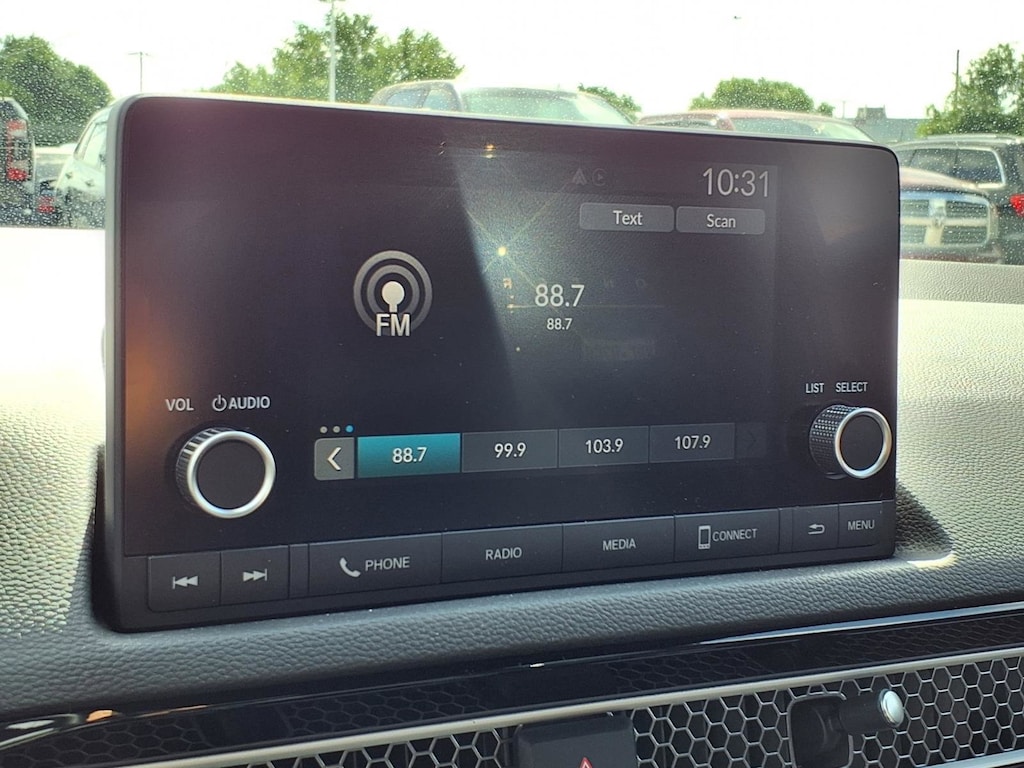 10:31
Text Scan
FM
88.7
88.7
LIST SELECT
VOL AUDIO
88.7 99.9 103.9 107.9
PHONE RADIO MEDIA CONNECT MENU